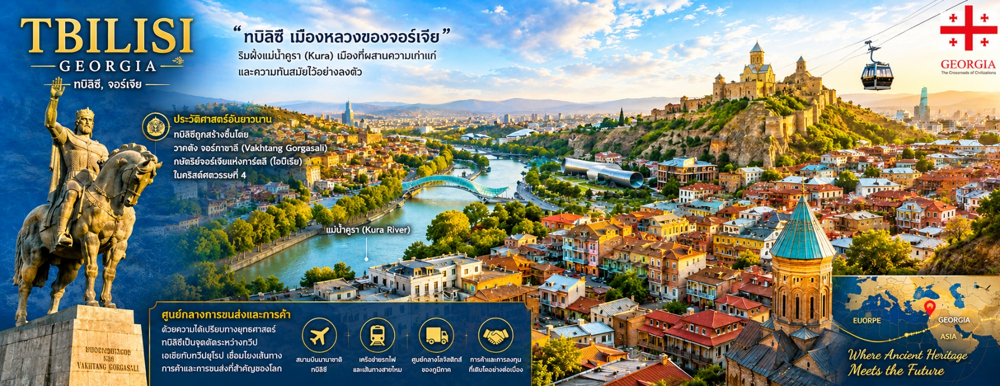 TBILISI
GEORGIA
ทบิลิซี, จอร์เจีย
“ทบิลิซี เมืองหลวงของจอร์เจีย”
ริมฝั่งแม่น้ำคูรา (Kura) เมืองที่ผสานความเก่าแก่
และความทันสมัยไว้อย่างลงตัว
GEORGIA
The Crossroads of Civilizations
ประวัติศาสตร์อันยาวนาน
ทบิลิซีถูกสร้างขึ้นโดย
วาคตัง จอร์กาซาลี (Vakhtang Gorgasali)
กษัตริย์จอร์เจียแห่งการ์ตลี (ไอบีเรีย)
ในคริสต์ศตวรรษที่ 4
แม่น้ำคูรา (Kura River)
VAKHTANG GORGASALL
ศูนย์กลางการขนส่งและการค้า
ด้วยความได้เปรียบทางยุทธศาสตร์
ทบิลิซีเป็นจุดตัดระหว่างทวีป
เอเชียกับทวีปยุโรป เชื่อมโยงเส้นทาง
การค้าและการขนส่งที่สำคัญของโลก
สนามบินนานาชาติ
ทบิลิซี
เครือข่ายรถไฟ
และเส้นทางสายไหม
ศูนย์กลางโลจิสติกส์
ของภูมิภาค
การค้าและการลงทุน
ที่เติบโตอย่างต่อเนื่อง
EUORPE
GEORGIA
ASIA
Where Ancient Heritage
Meets the Future